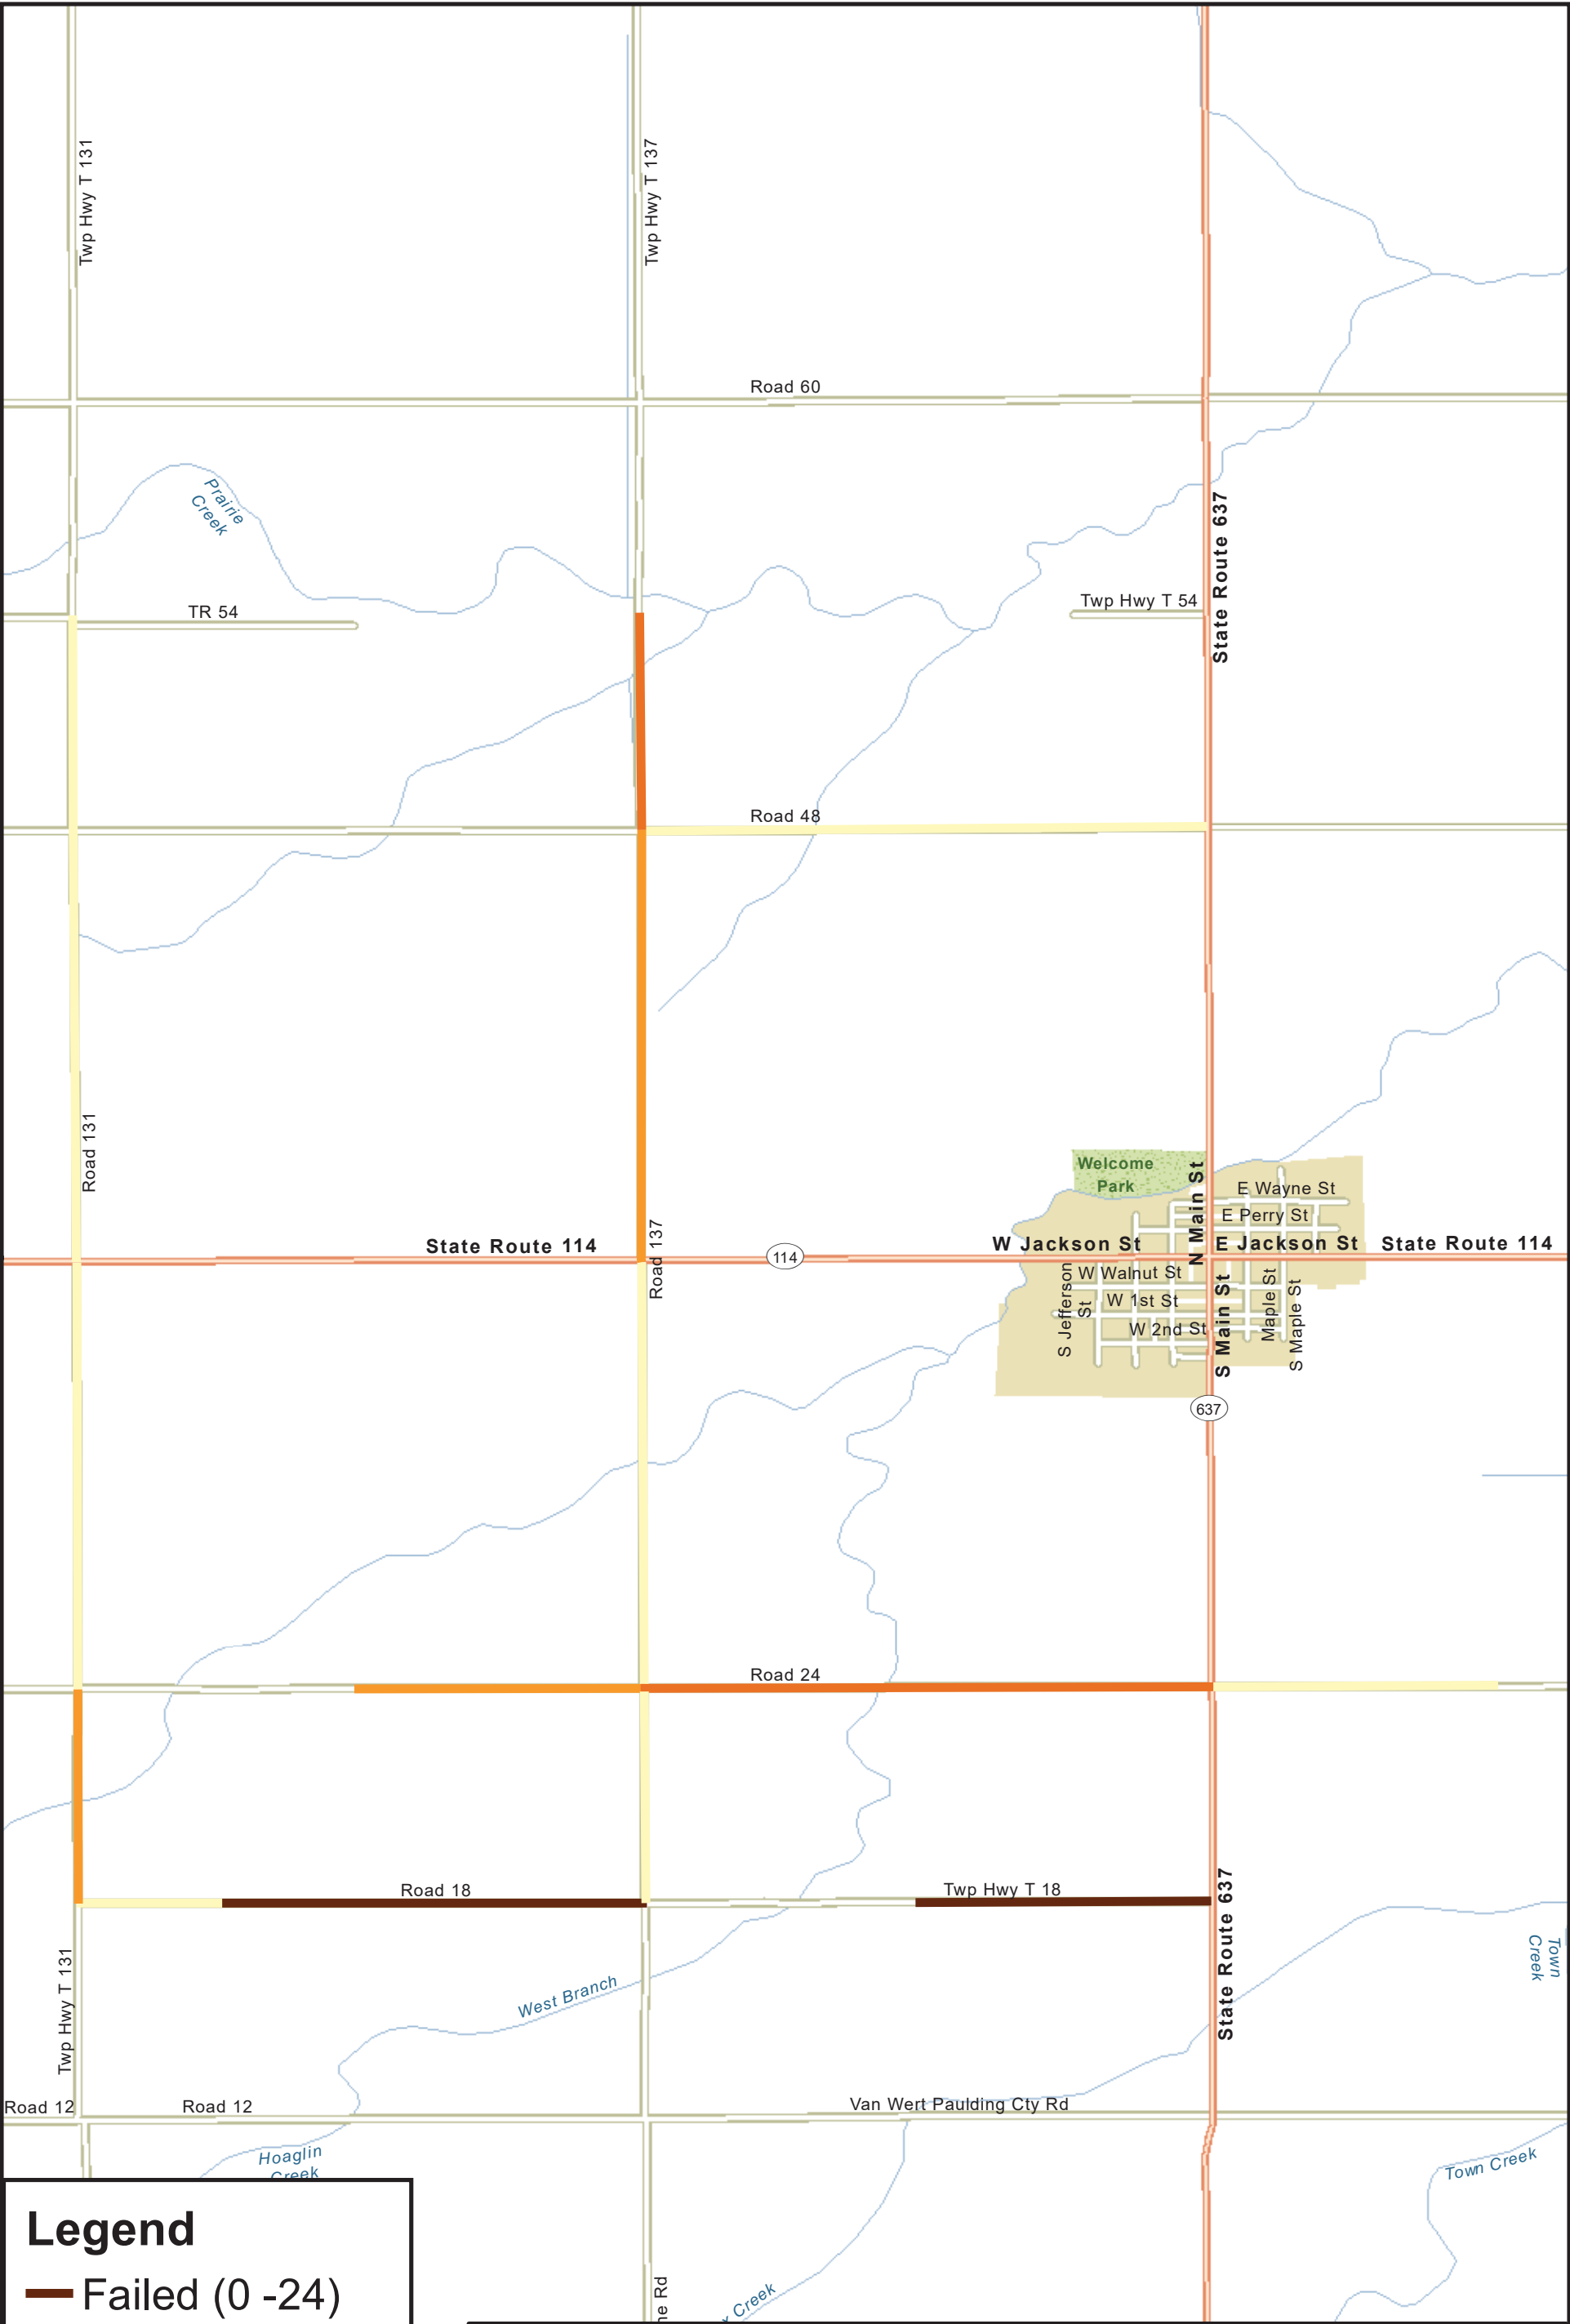 Twp Hwy T 131
Twp Hwy T 137
Road 60
Prairie
Creek
State Route 637
TR 54
Twp Hwy T 54
Road 48
Road 131
Welcome
Park
N Main St
E Wayne St
E Perry St
State Route 114
Road 137
114
W Jackson St
E Jackson St
State Route 114
W Walnut St
S Jefferson
St
W 1st St
W 2nd St
S Main St
Maple St
S Maple St
637
Road 24
Road 18
Twp Hwy T 18
State Route 637
Town
Creek
Twp Hwy T 131
West Branch
Road 12
Road 12
Van Wert Paulding Cty Rd
Hoaglin
Creek
Town Creek
Legend
Failed (0 -24)
ne Rd
Creek